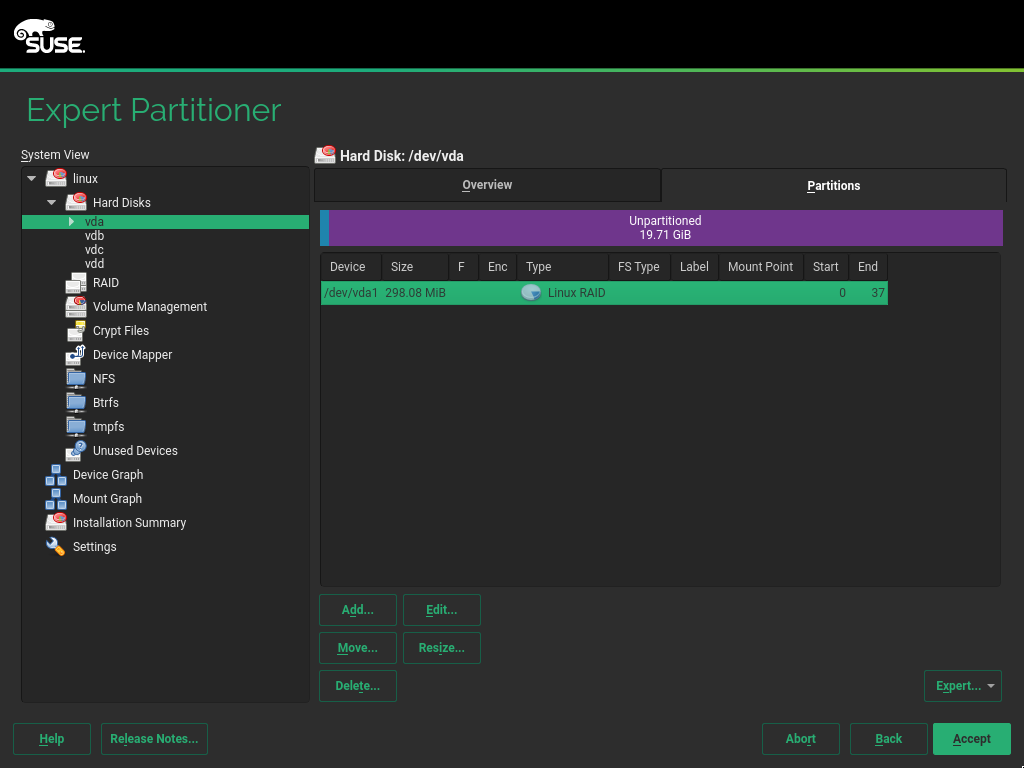 SUSE
Expert Partitioner
System View
linux
Hard Disks
vda
vdb
vdc
vdd
RAID
Volume Management
Crypt Files
Device Mapper
NFS
Btrfs
tmpfs
Unused Devices
Device Graph
Mount Graph
Installation Summary
Settings
Hard Disk: /dev/vda
Overview Partitions
Unpartitioned
19.71 GiB
Device Size F Enc Type FS Type Label Mount Point Start End
/dev/vda1 298.08 MiB Linux RAID 0 37
Add... Edit...
Move... Resize...
Delete... Expert...
Help Release Notes... Abort Back Accept